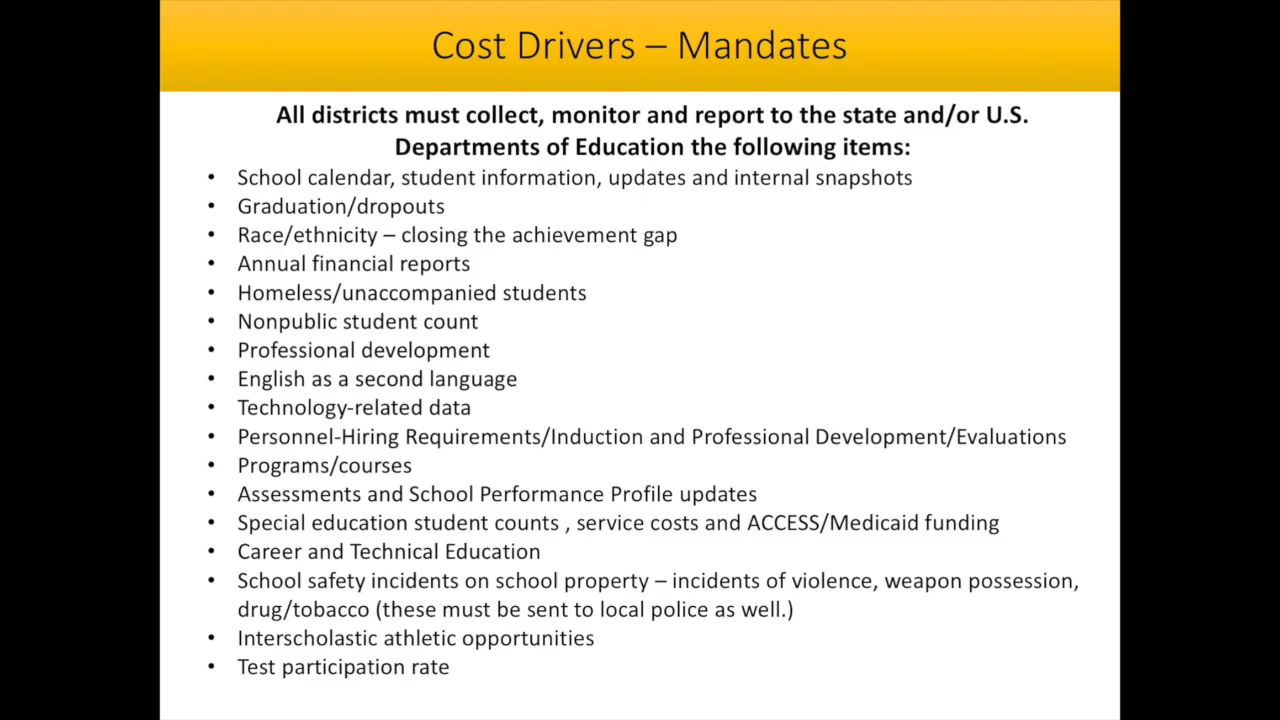 Cost Drivers – Mandates
All districts must collect, monitor and report to the state and/or U.S.
Departments of Education the following items:
• School calendar, student information, updates and internal snapshots
• Graduation/dropouts
• Race/ethnicity – closing the achievement gap
• Annual financial reports
• Homeless/unaccompanied students
• Nonpublic student count
• Professional development
• English as a second language
• Technology-related data
• Personnel-Hiring Requirements/Induction and Professional Development/Evaluations
• Programs/courses
• Assessments and School Performance Profile updates
• Special education student counts , service costs and ACCESS/Medicaid funding
• Career and Technical Education
• School safety incidents on school property – incidents of violence, weapon possession,
drug/tobacco (these must be sent to local police as well.)
• Interscholastic athletic opportunities
• Test participation rate